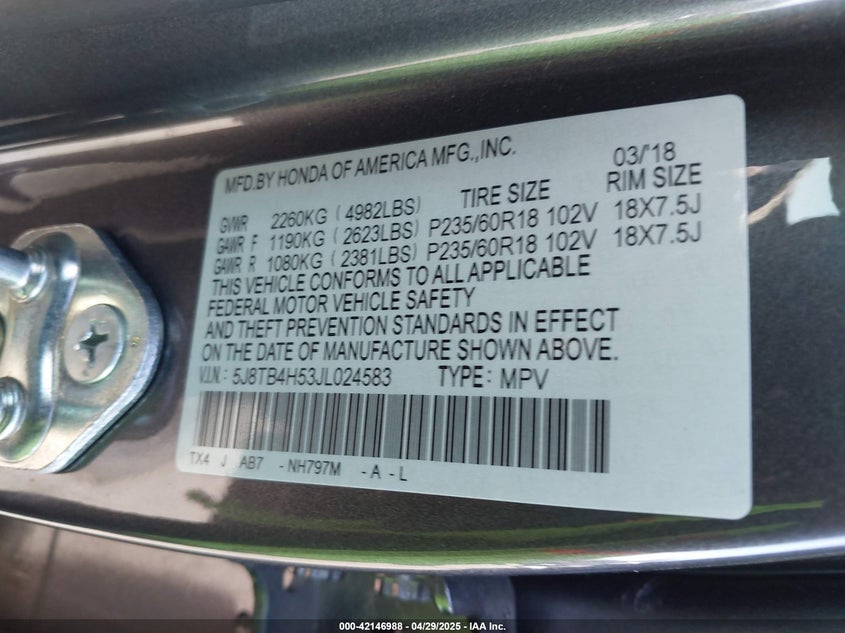 MFD.BY HONDA OF AMERICA MFG.,INC. 03/'18
TIRE SIZE RIM SIZE
GVWR 2260KG ( 4982LBS)
GAWR F 1190KG ( 2623LBS) P235/60R18 102V 18X7.5J
GAWR R 1080KG ( 2381LBS) P235/60R18 102V 18X7.5J
THIS VEHICLE CONFORMS TO ALL APPLICABLE
FEDERAL MOTOR VEHICLE SAFETY
AND THEFT PREVENTION STANDARDS IN EFFECT
ON THE DATE OF MANUFACTURE SHOWN ABOVE.
V.I.N.: 5J8TB4H53JL024583 TYPE: MPV
TX4 J AB7 -NH797M -A-L
000-42146988 - 04/29/2025 - IAA Inc.